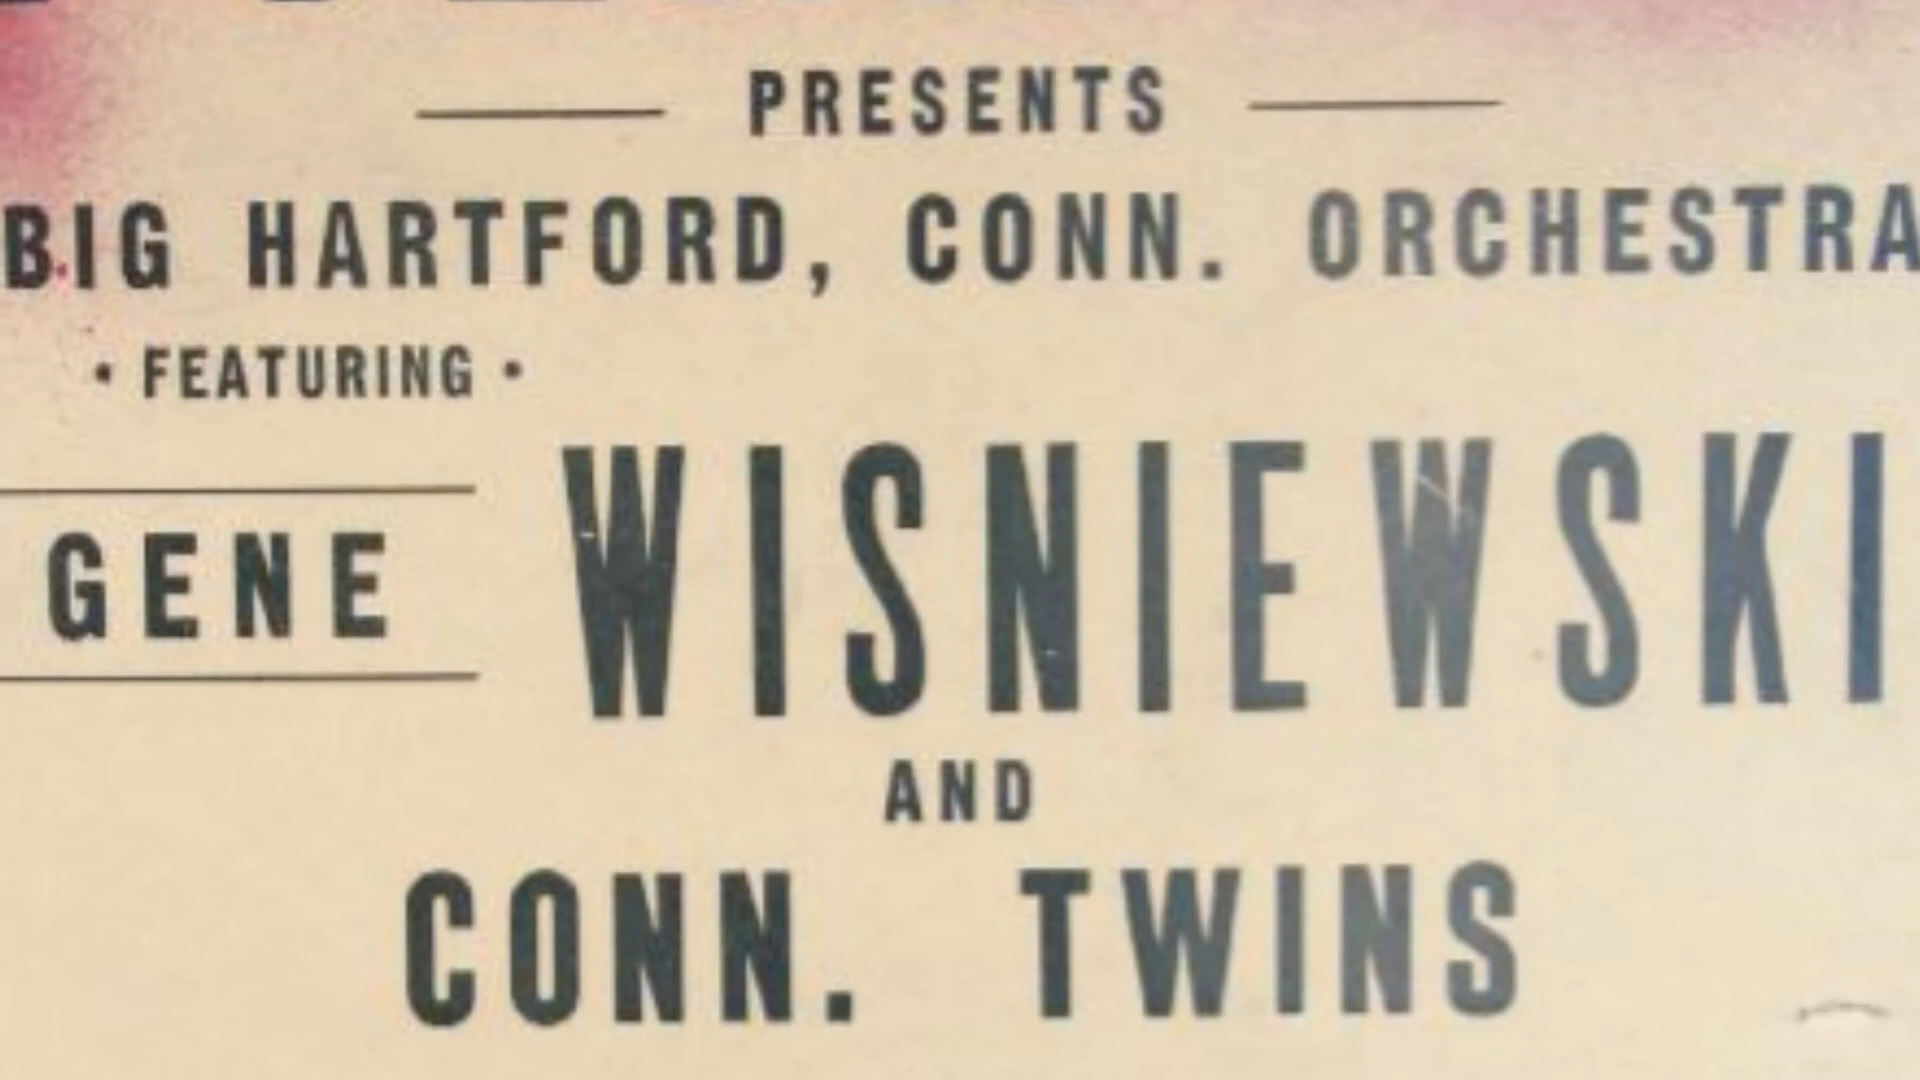 PRESENTS
BIG HARTFORD, CONN. ORCHESTRA
• FEATURING •
GENE WISNIEWSKI
AND
CONN. TWINS